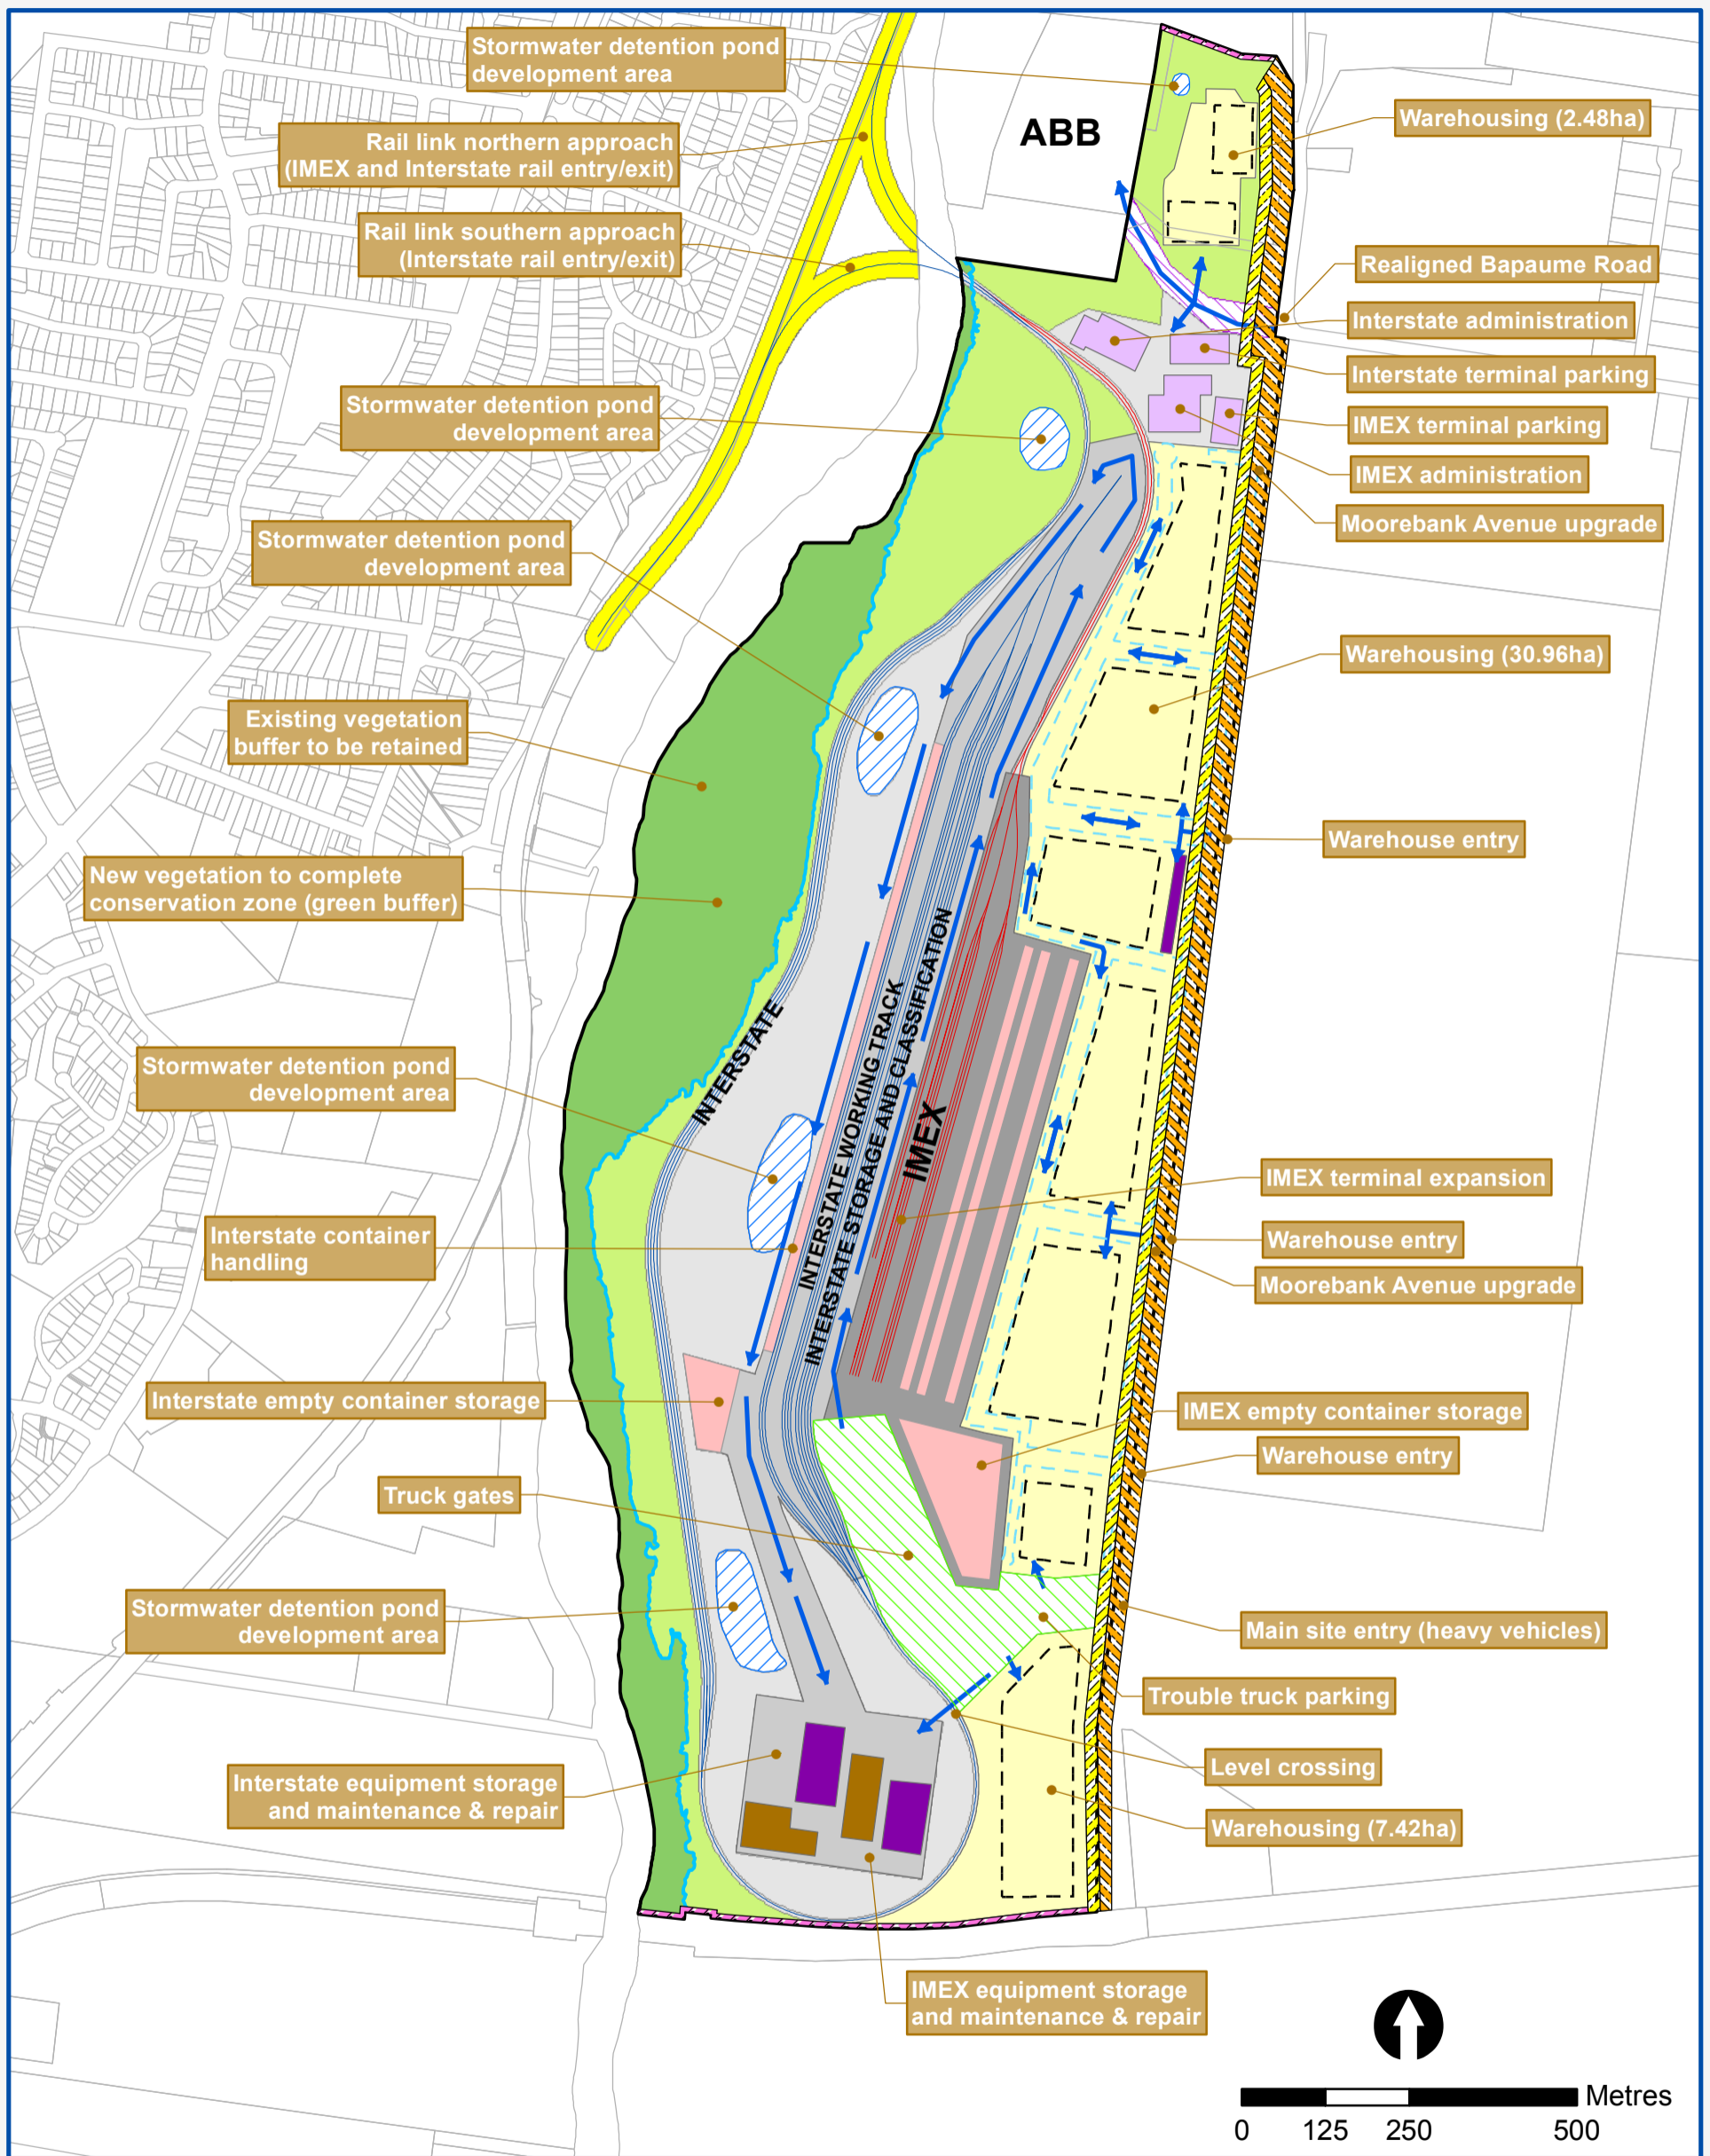 Stormwater detention pond
development area
ABB
Warehousing (2.48ha)
Rail link northern approach
(IMEX and Interstate rail entry/exit)
Rail link southern approach
(Interstate rail entry/exit)
Realigned Bapaume Road
Interstate administration
Interstate terminal parking
Stormwater detention pond
development area
IMEX terminal parking
IMEX administration
Moorebank Avenue upgrade
Stormwater detention pond
development area
Warehousing (30.96ha)
Existing vegetation
buffer to be retained
Warehouse entry
New vegetation to complete
conservation zone (green buffer)
INTERSTATE
INTERSTATE WORKING TRACK
INTERSTATE STORAGE AND CLASSIFICATION
IMEX
Stormwater detention pond
development area
IMEX terminal expansion
Interstate container
handling
Warehouse entry
Moorebank Avenue upgrade
Interstate empty container storage
IMEX empty container storage
Warehouse entry
Truck gates
Stormwater detention pond
development area
Main site entry (heavy vehicles)
Trouble truck parking
Level crossing
Interstate equipment storage
and maintenance & repair
Warehousing (7.42ha)
IMEX equipment storage
and maintenance & repair
Metres
0 125 250 500